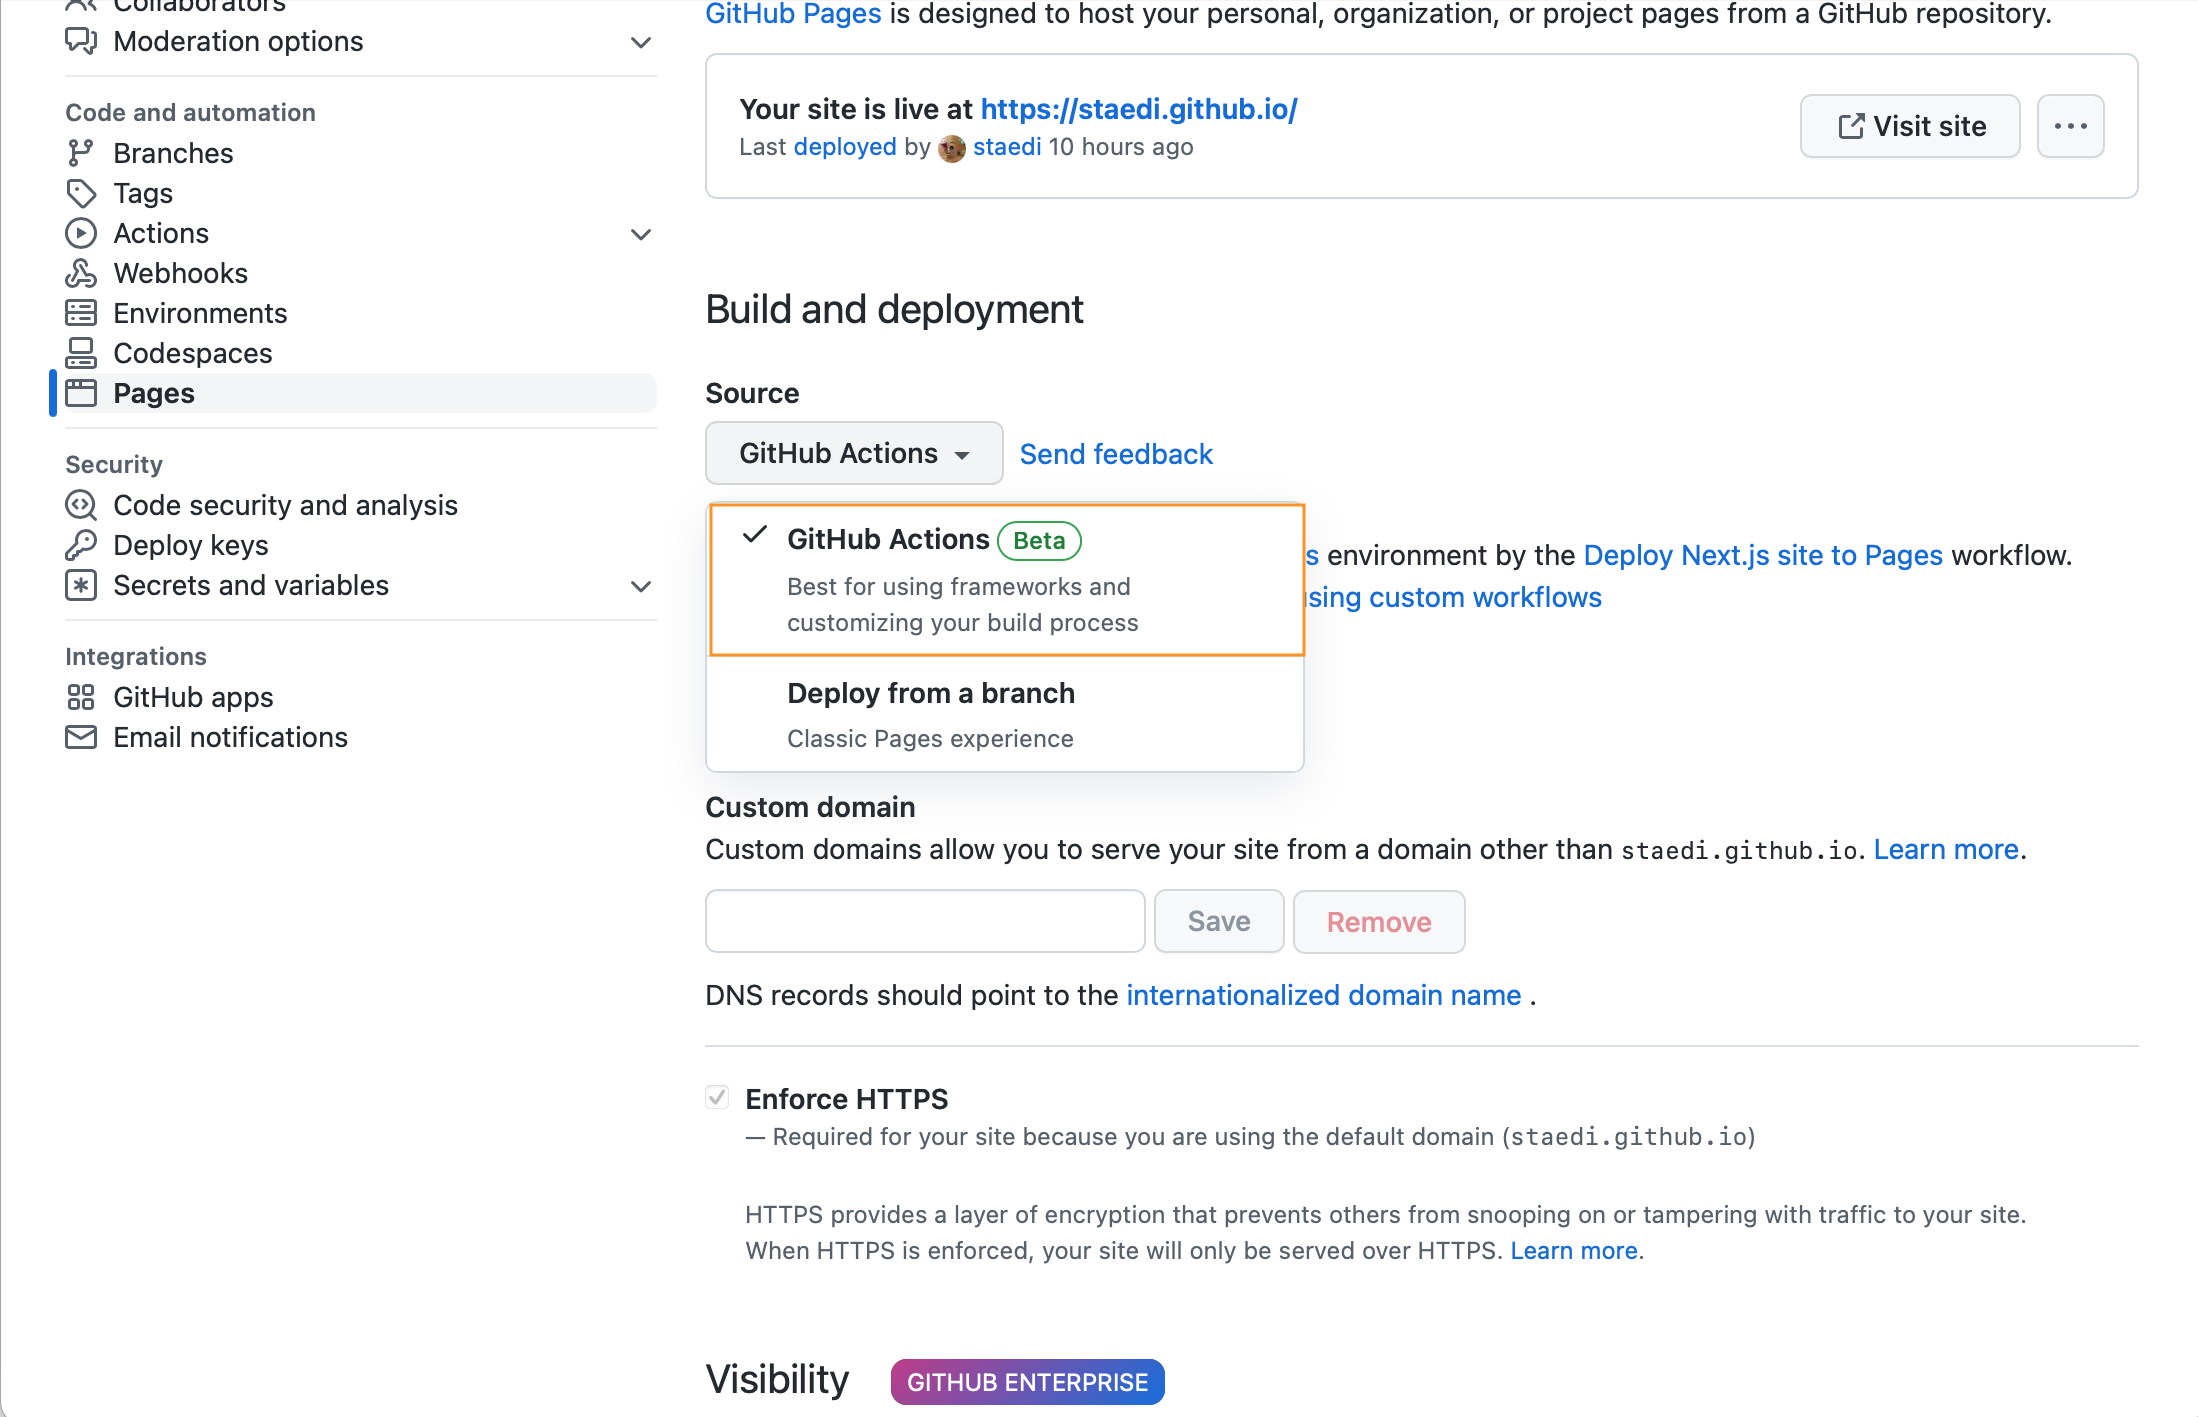 Collaborators
Moderation options
Code and automation
Branches
Tags
Actions
Webhooks
Environments
Codespaces
Pages
Security
Code security and analysis
Deploy keys
Secrets and variables
Integrations
GitHub apps
Email notifications
GitHub Pages is designed to host your personal, organization, or project pages from a GitHub repository.
Your site is live at https://staedi.github.io/
Last deployed by staedi 10 hours ago
Visit site
Build and deployment
Source
GitHub Actions
Send feedback
GitHub Actions Beta
Best for using frameworks and
customizing your build process
Deploy from a branch
Classic Pages experience
s environment by the Deploy Next.js site to Pages workflow.
sing custom workflows
Custom domain
Custom domains allow you to serve your site from a domain other than staedi.github.io. Learn more.
Save
Remove
DNS records should point to the internationalized domain name .
Enforce HTTPS
— Required for your site because you are using the default domain (staedi.github.io)
HTTPS provides a layer of encryption that prevents others from snooping on or tampering with traffic to your site.
When HTTPS is enforced, your site will only be served over HTTPS. Learn more.
Visibility
GITHUB ENTERPRISE